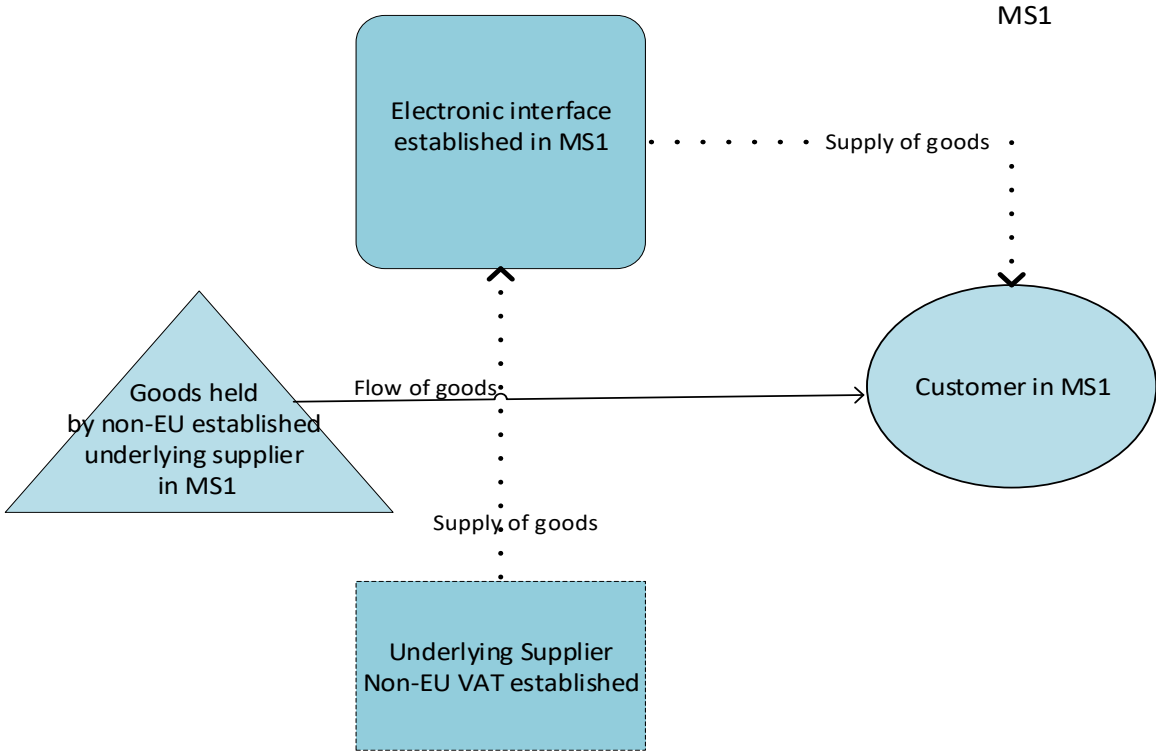 MS1
Electronic interface
established in MS1
Supply of goods
Flow of goods
Goods held
by non-EU established
underlying supplier
in MS1
Customer in MS1
Supply of goods
Underlying Supplier
Non-EU VAT established